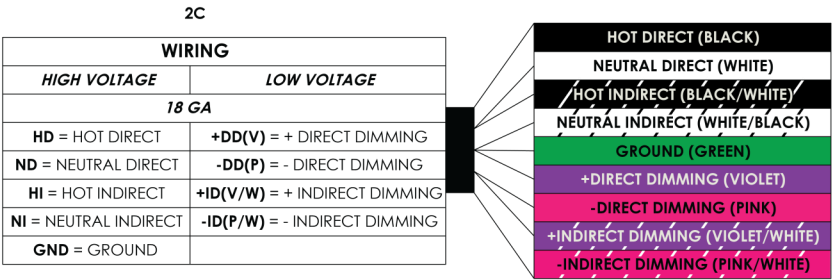 2C
WIRING
HIGH VOLTAGE LOW VOLTAGE
18 GA
HD = HOT DIRECT +DD(V) = + DIRECT DIMMING
ND = NEUTRAL DIRECT -DD(P) = - DIRECT DIMMING
HI = HOT INDIRECT +ID(V/W) = + INDIRECT DIMMING
NI = NEUTRAL INDIRECT -ID(P/W) = - INDIRECT DIMMING
GND = GROUND
HOT DIRECT (BLACK)
NEUTRAL DIRECT (WHITE)
HOT INDIRECT (BLACK/WHITE)
NEUTRAL INDIRECT (WHITE/BLACK)
GROUND (GREEN)
+DIRECT DIMMING (VIOLET)
-DIRECT DIMMING (PINK)
+INDIRECT DIMMING (VIOLET/WHITE)
-INDIRECT DIMMING (PINK/WHITE)